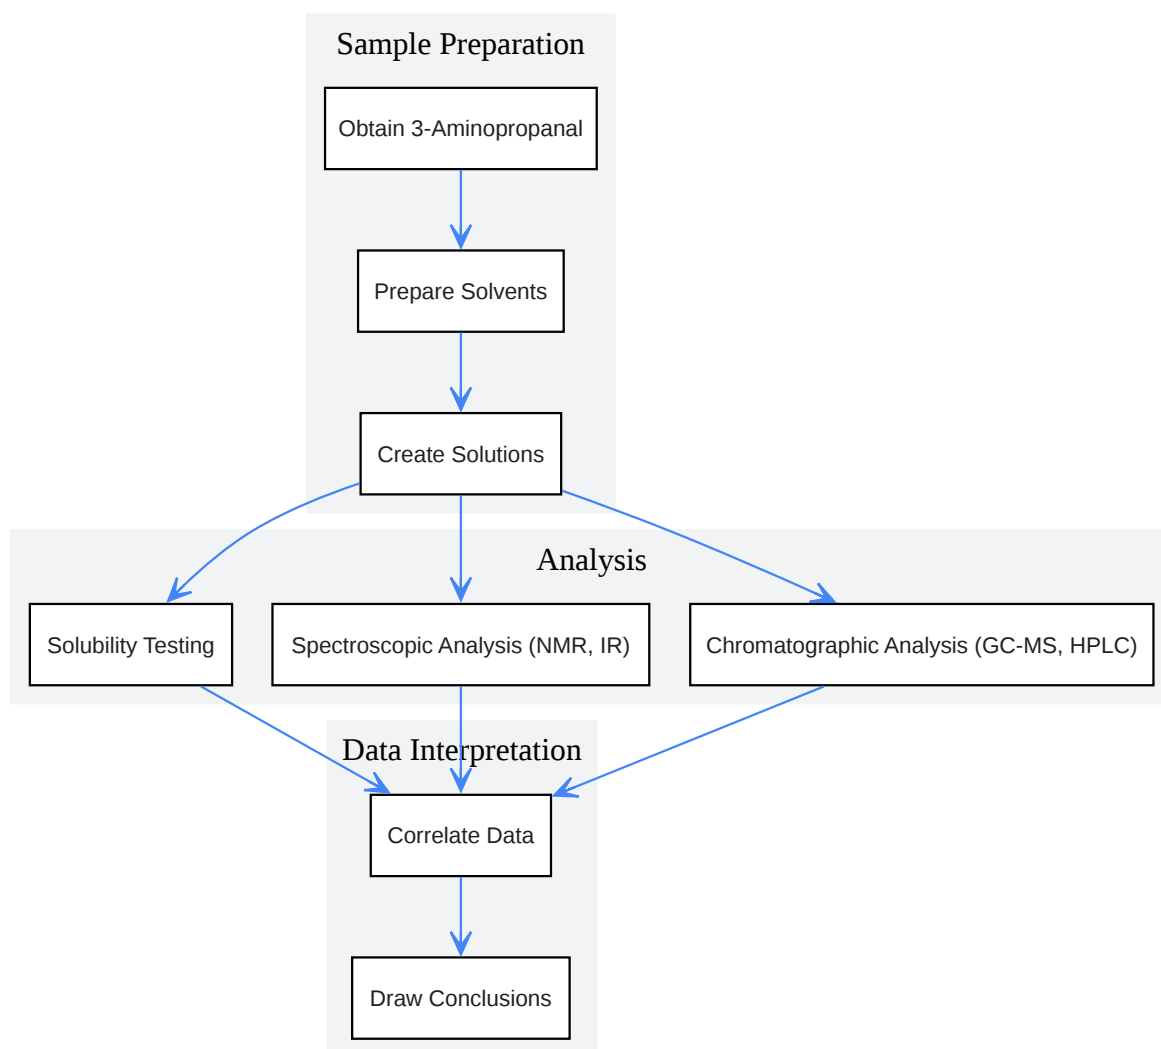 Sample Preparation
Obtain 3-Aminopropanal
Prepare Solvents
Create Solutions
Analysis
Solubility Testing
Spectroscopic Analysis (NMR, IR)
Chromatographic Analysis (GC-MS, HPLC)
Data Interpretation
Correlate Data
Draw Conclusions